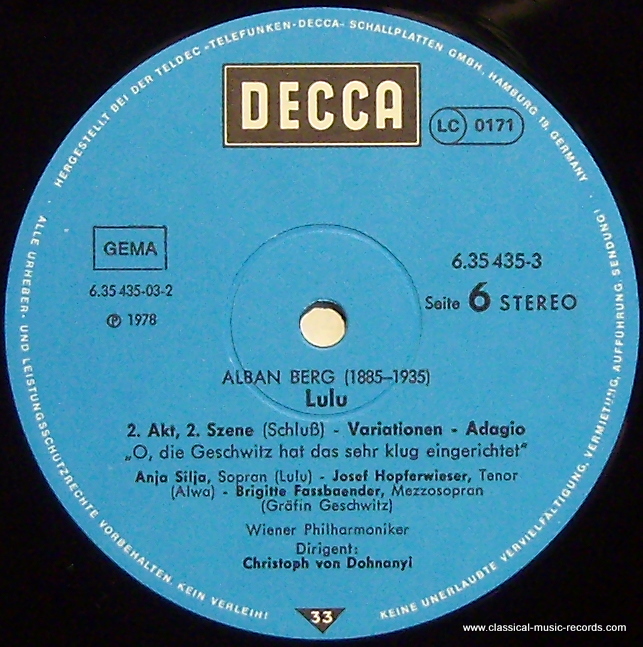 HERGESTELLT BEI DER TELDEC »TELEFUNKEN-DECCA« SCHALLPLATTEN GMBH, HAMBURG 19, GERMANY
DECCA
LC 0171
GEMA
6.35 435-03-2
℗ 1978
6.35 435-3
Seite 6 STEREO
ALBAN BERG (1885–1935)
Lulu
2. Akt, 2. Szene (Schluß) - Variationen - Adagio
„O, die Geschwitz hat das sehr klug eingerichtet“
Anja Silja, Sopran (Lulu) - Josef Hopferwieser, Tenor
(Alwa) - Brigitte Fassbaender, Mezzosopran
(Gräfin Geschwitz)
Wiener Philharmoniker
Dirigent:
Christoph von Dohnanyi
33
ALLE URHEBER- UND LEISTUNGSSCHUTZRECHTE VORBEHALTEN. KEIN VERLEIH!
KEINE UNERLAUBTE VERVIELFÄLTIGUNG, VERMIETUNG, AUFFÜHRUNG, SENDUNG!
www.classical-music-records.com